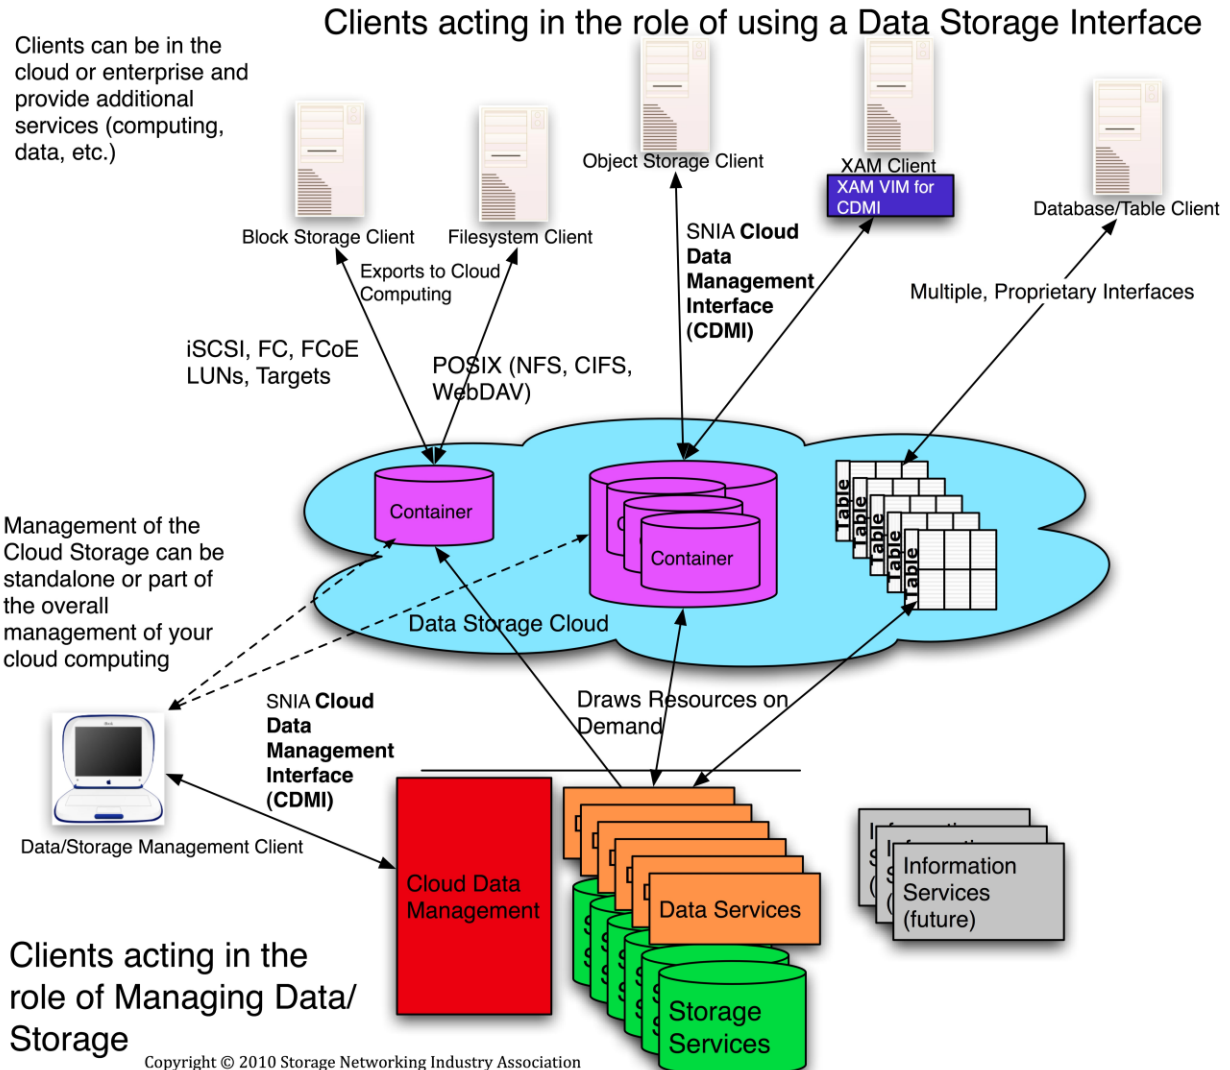 Clients acting in the role of using a Data Storage Interface
Clients can be in the
cloud or enterprise and
provide additional
services (computing,
data, etc.)
Block Storage Client
Filesystem Client
Object Storage Client
XAM Client
XAM VIM for
CDMI
Database/Table Client
Exports to Cloud
Computing
SNIA Cloud
Data
Management
Interface
(CDMI)
Multiple, Proprietary Interfaces
iSCSI, FC, FCoE
LUNs, Targets
POSIX (NFS, CIFS,
WebDAV)
Container
Container
Table
Table
Table
Table
Table
Data Storage Cloud
Management of the
Cloud Storage can be
standalone or part of
the overall
management of your
cloud computing
Draws Resources on
Demand
SNIA Cloud
Data
Management
Interface
(CDMI)
Data/Storage Management Client
Cloud Data
Management
Data Services
Storage
Services
Information
Services
(future)
Clients acting in the
role of Managing Data/
Storage
Copyright © 2010 Storage Networking Industry Association